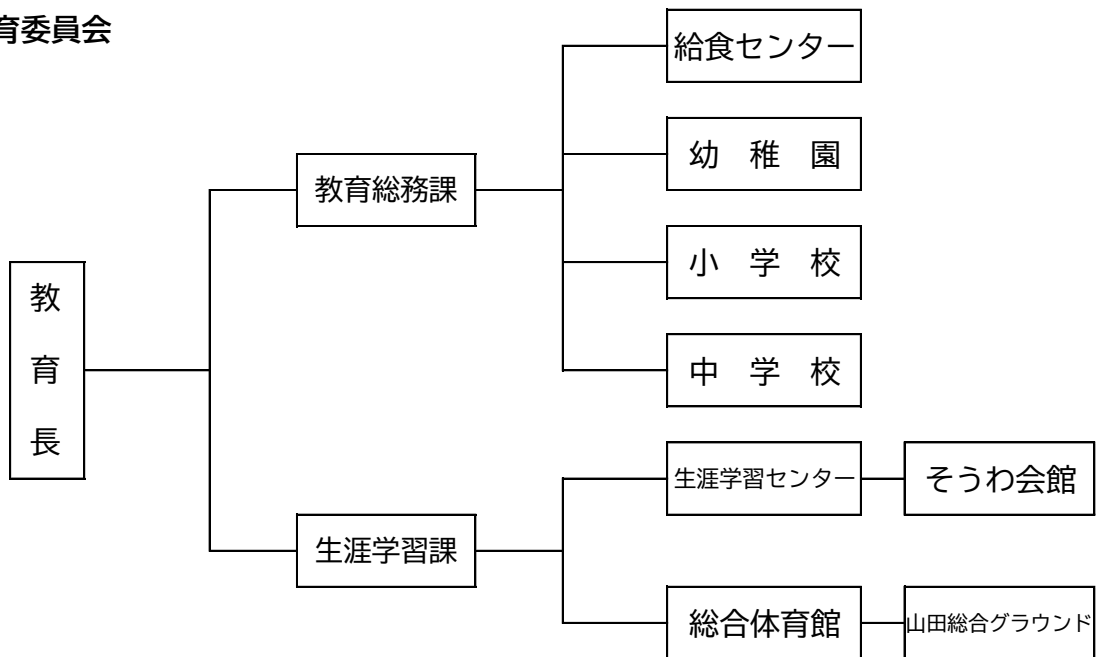 育委員会
給食センター
幼　稚　園
教育総務課
小　学　校
教育長
中　学　校
生涯学習センター
そうわ会館
生涯学習課
総合体育館
山田総合グラウンド